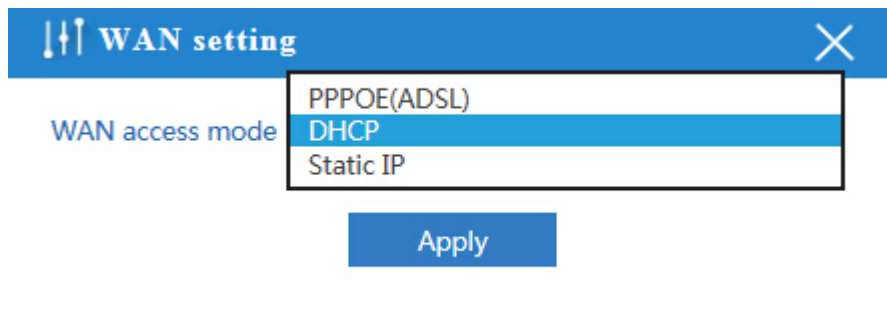 WAN setting
PPPOE(ADSL)
WAN access mode DHCP
Static IP
Apply